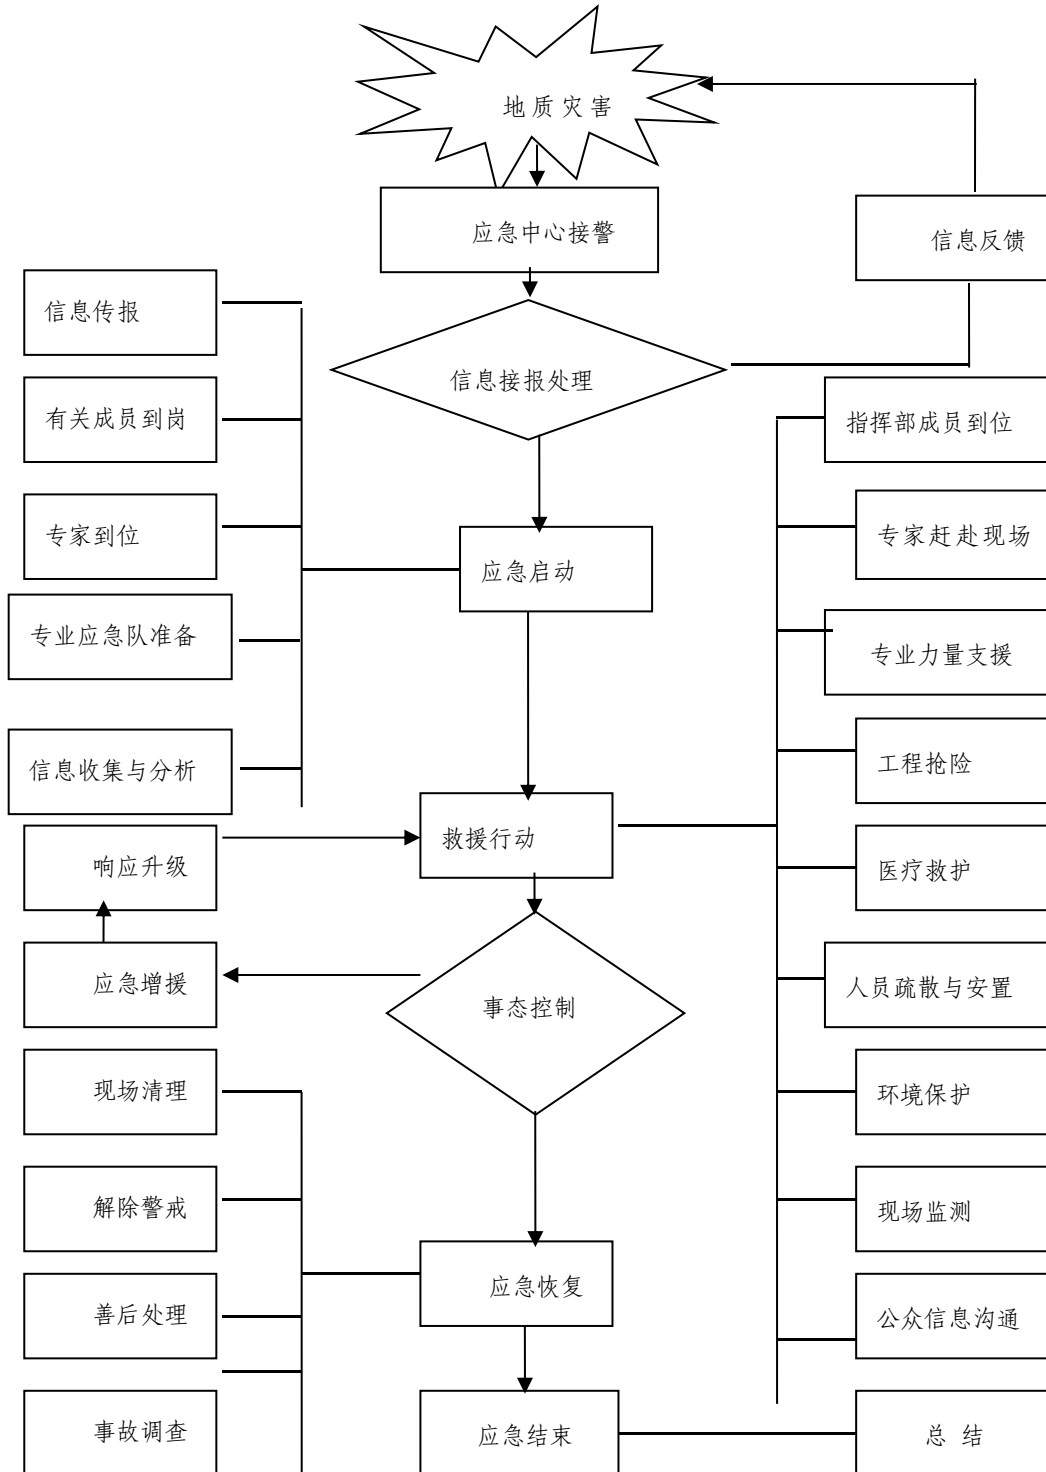 地质灾害
应急中心接警
信息反馈
信息传报
信息接报处理
有关成员到岗
指挥部成员到位
专家到位
应急启动
专家赶赴现场
专业应急队准备
专业力量支援
信息收集与分析
工程抢险
救援行动
响应升级
医疗救护
应急增援
事态控制
人员疏散与安置
现场清理
环境保护
解除警戒
现场监测
应急恢复
善后处理
公众信息沟通
事故调查
应急结束
总 结